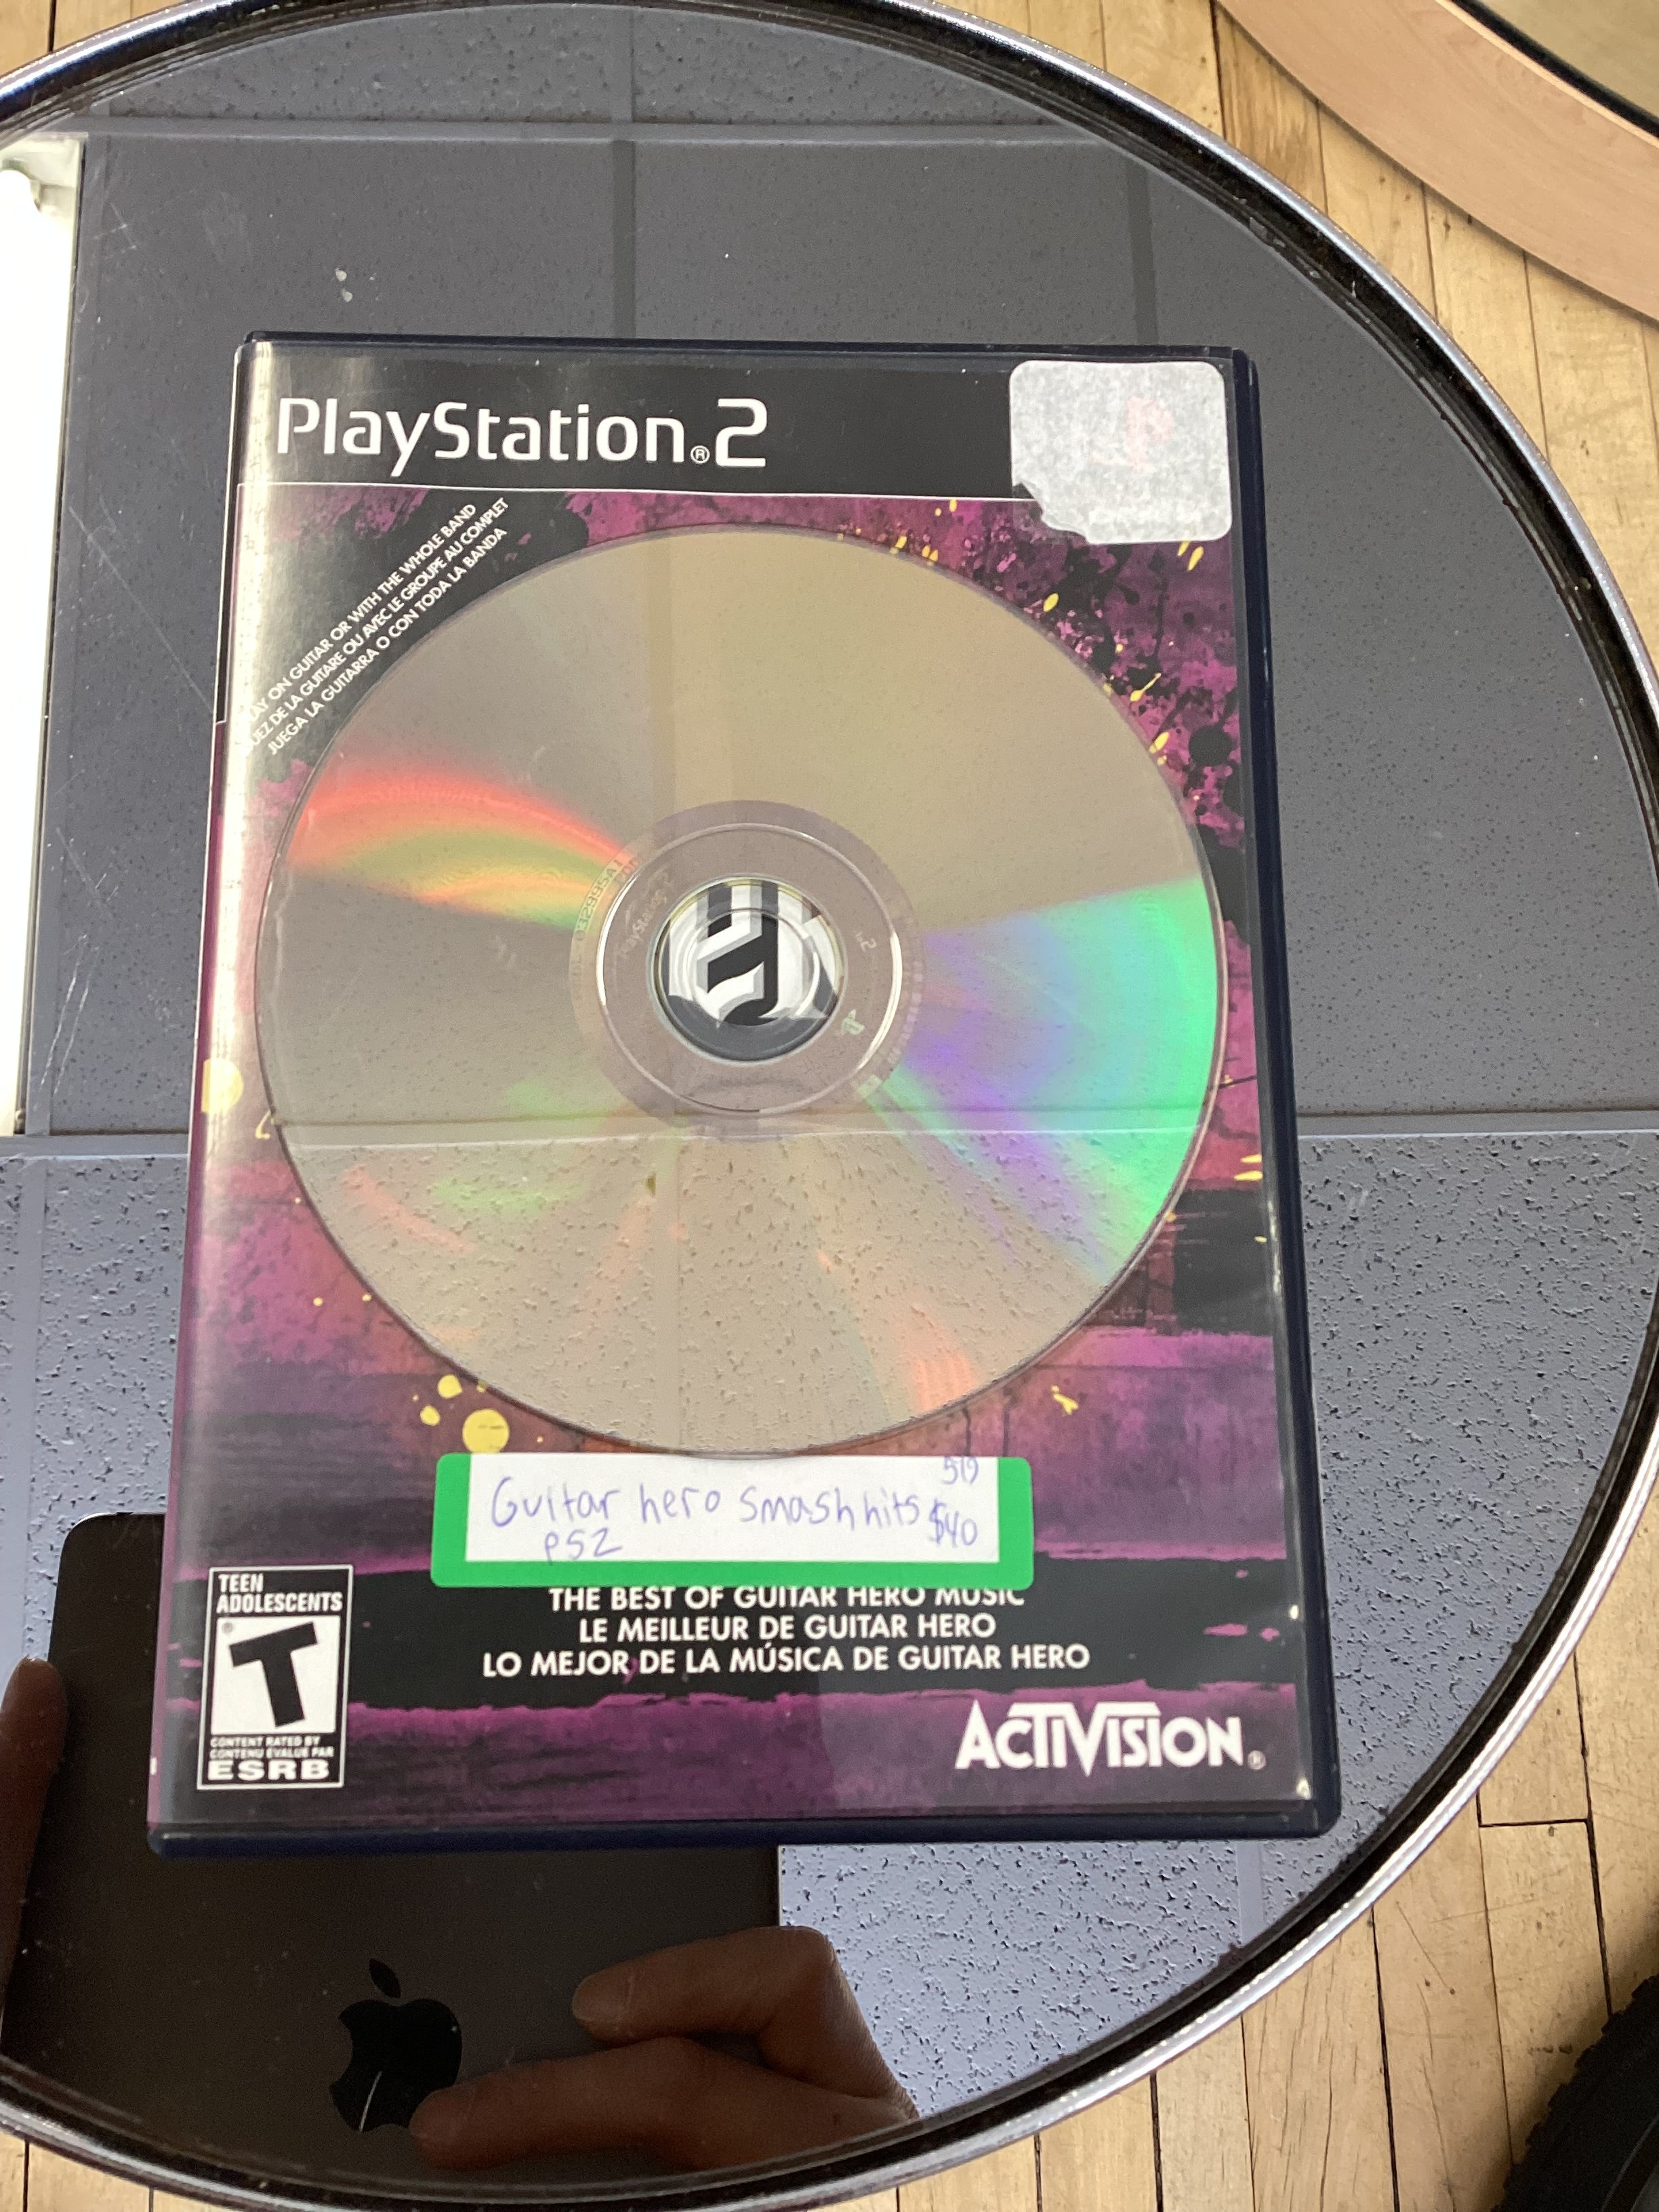 PlayStation®2
LAY ON GUITAR OR WITH THE WHOLE BAND
UEZ DE LA GUITARE OU AVEC LE GROUPE AU COMPLET
JUEGA LA GUITARRA O CON TODA LA BANDA
519
Guitar hero Smash hits $40
PS2
THE BEST OF GUITAR HERO MUSIC
LE MEILLEUR DE GUITAR HERO
LO MEJOR DE LA MÚSICA DE GUITAR HERO
TEEN
ADOLESCENTS
T
CONTENT RATED BY
CONTENU ÉVALUÉ PAR
ESRB
ACTIVISION®